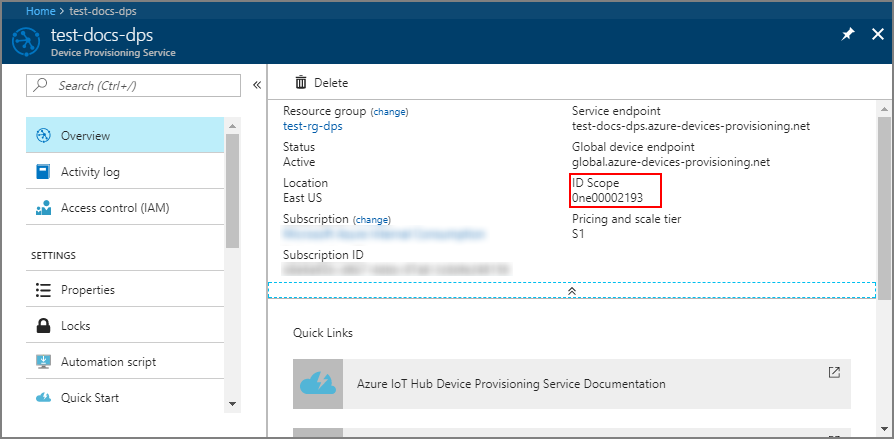 Home > test-docs-dps
test-docs-dps
Device Provisioning Service
Search (Ctrl+/)
Overview
Activity log
Access control (IAM)
SETTINGS
Properties
Locks
Automation script
Quick Start
Delete
Resource group (change)
test-rg-dps
Status
Active
Location
East US
Subscription (change)
Subscription ID
Service endpoint
test-docs-dps.azure-devices-provisioning.net
Global device endpoint
global.azure-devices-provisioning.net
ID Scope
0ne00002193
Pricing and scale tier
S1
Quick Links
Azure IoT Hub Device Provisioning Service Documentation